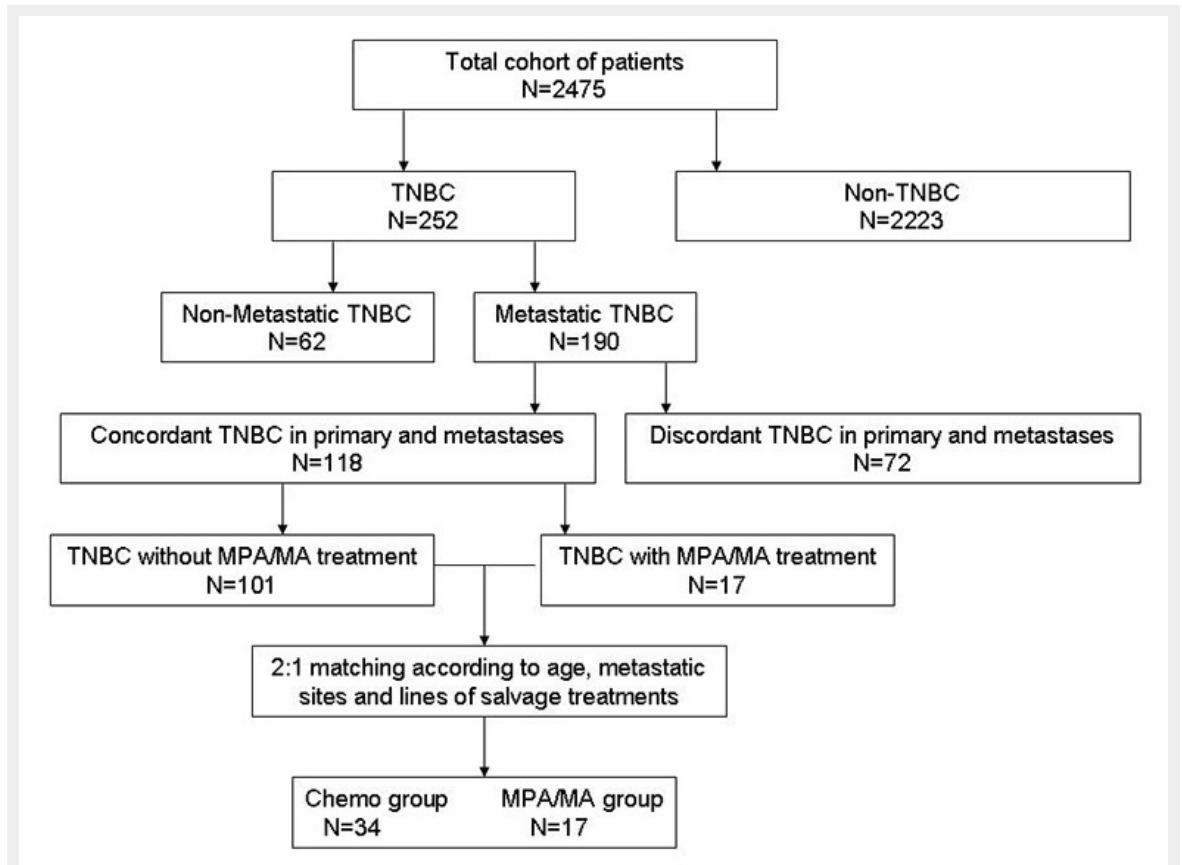 Total cohort of patients
N=2475
TNBC
N=252
Non-TNBC
N=2223
Non-Metastatic TNBC
N=62
Metastatic TNBC
N=190
Concordant TNBC in primary and metastases
N=118
Discordant TNBC in primary and metastases
N=72
TNBC without MPA/MA treatment
N=101
TNBC with MPA/MA treatment
N=17
2:1 matching according to age, metastatic
sites and lines of salvage treatments
Chemo group
N=34
MPA/MA group
N=17